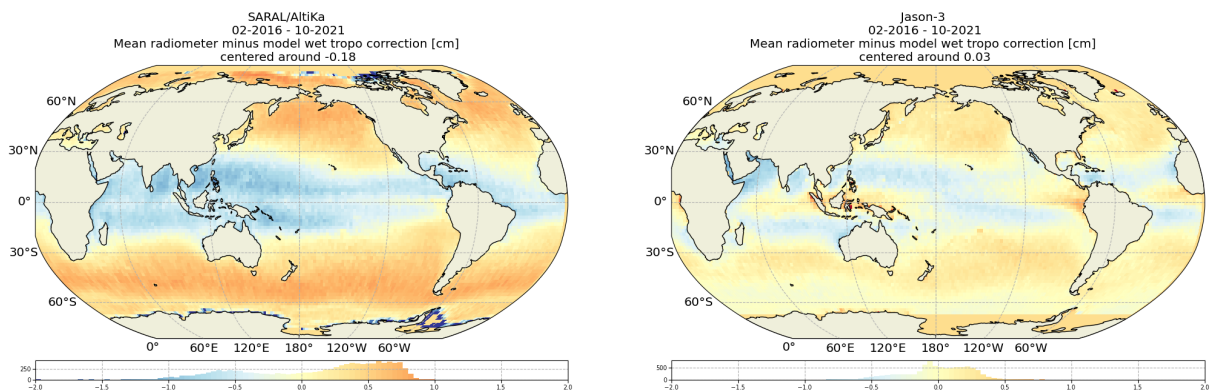 SARAL/AltiKa
02-2016 - 10-2021
Mean radiometer minus model wet tropo correction [cm]
centered around -0.18
60°N
30°N
0°
30°S
60°S
0° 60°E 120°E 180° 120°W 60°W
250
0
−2.0 −1.5 −1.0 −0.5 0.0 0.5 1.0 1.5 2.0
Jason-3
02-2016 - 10-2021
Mean radiometer minus model wet tropo correction [cm]
centered around 0.03
60°N
30°N
0°
30°S
60°S
0° 60°E 120°E 180° 120°W 60°W
500
0
−2.0 −1.5 −1.0 −0.5 0.0 0.5 1.0 1.5 2.0